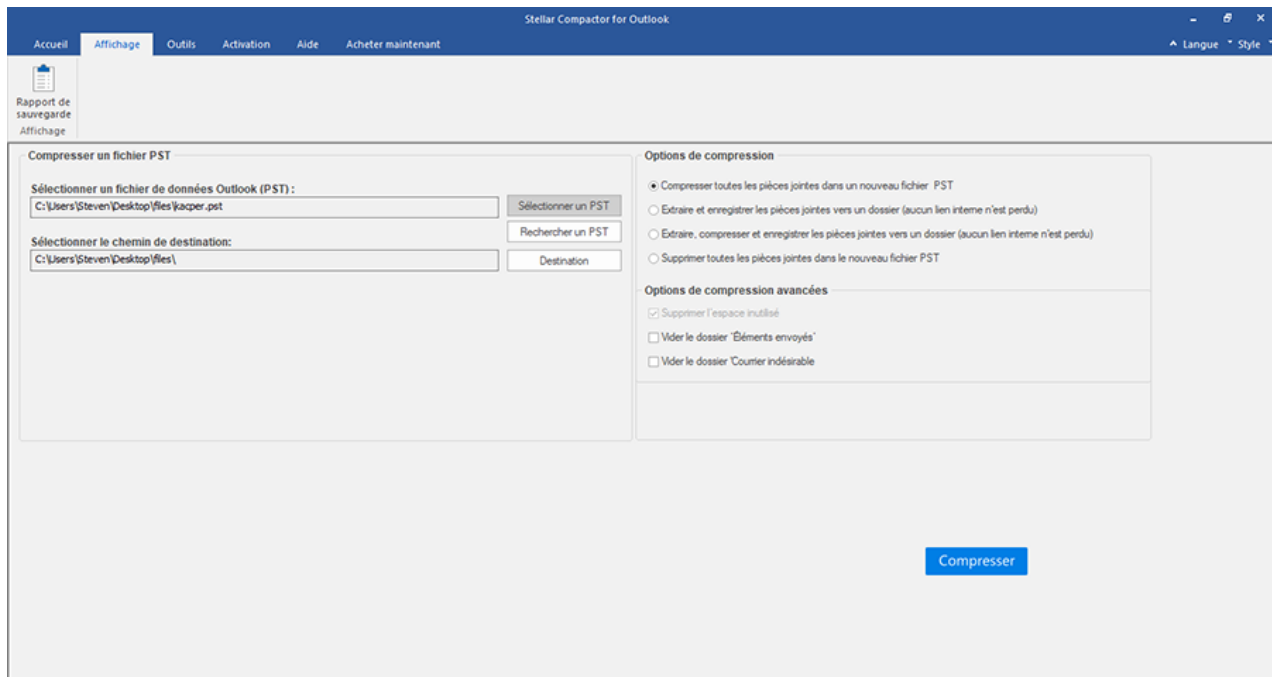 Stellar Compactor for Outlook
Accueil Affichage Outils Activation Aide Acheter maintenant Langue Style
Rapport de
sauvegarde
Affichage
Compresser un fichier PST
Sélectionner un fichier de données Outlook (PST) :
C:\Users\Steven\Desktop\files\kacper.pst
Sélectionner un PST
Rechercher un PST
Sélectionner le chemin de destination:
C:\Users\Steven\Desktop\files\
Destination
Options de compression
Compresser toutes les pièces jointes dans un nouveau fichier PST
Extraire et enregistrer les pièces jointes vers un dossier (aucun lien interne n'est perdu)
Extraire, compresser et enregistrer les pièces jointes vers un dossier (aucun lien interne n'est perdu)
Supprimer toutes les pièces jointes dans le nouveau fichier PST
Options de compression avancées
Supprimer l'espace inutilisé
Vider le dossier 'Éléments envoyés'
Vider le dossier 'Courrier indésirable
Compresser